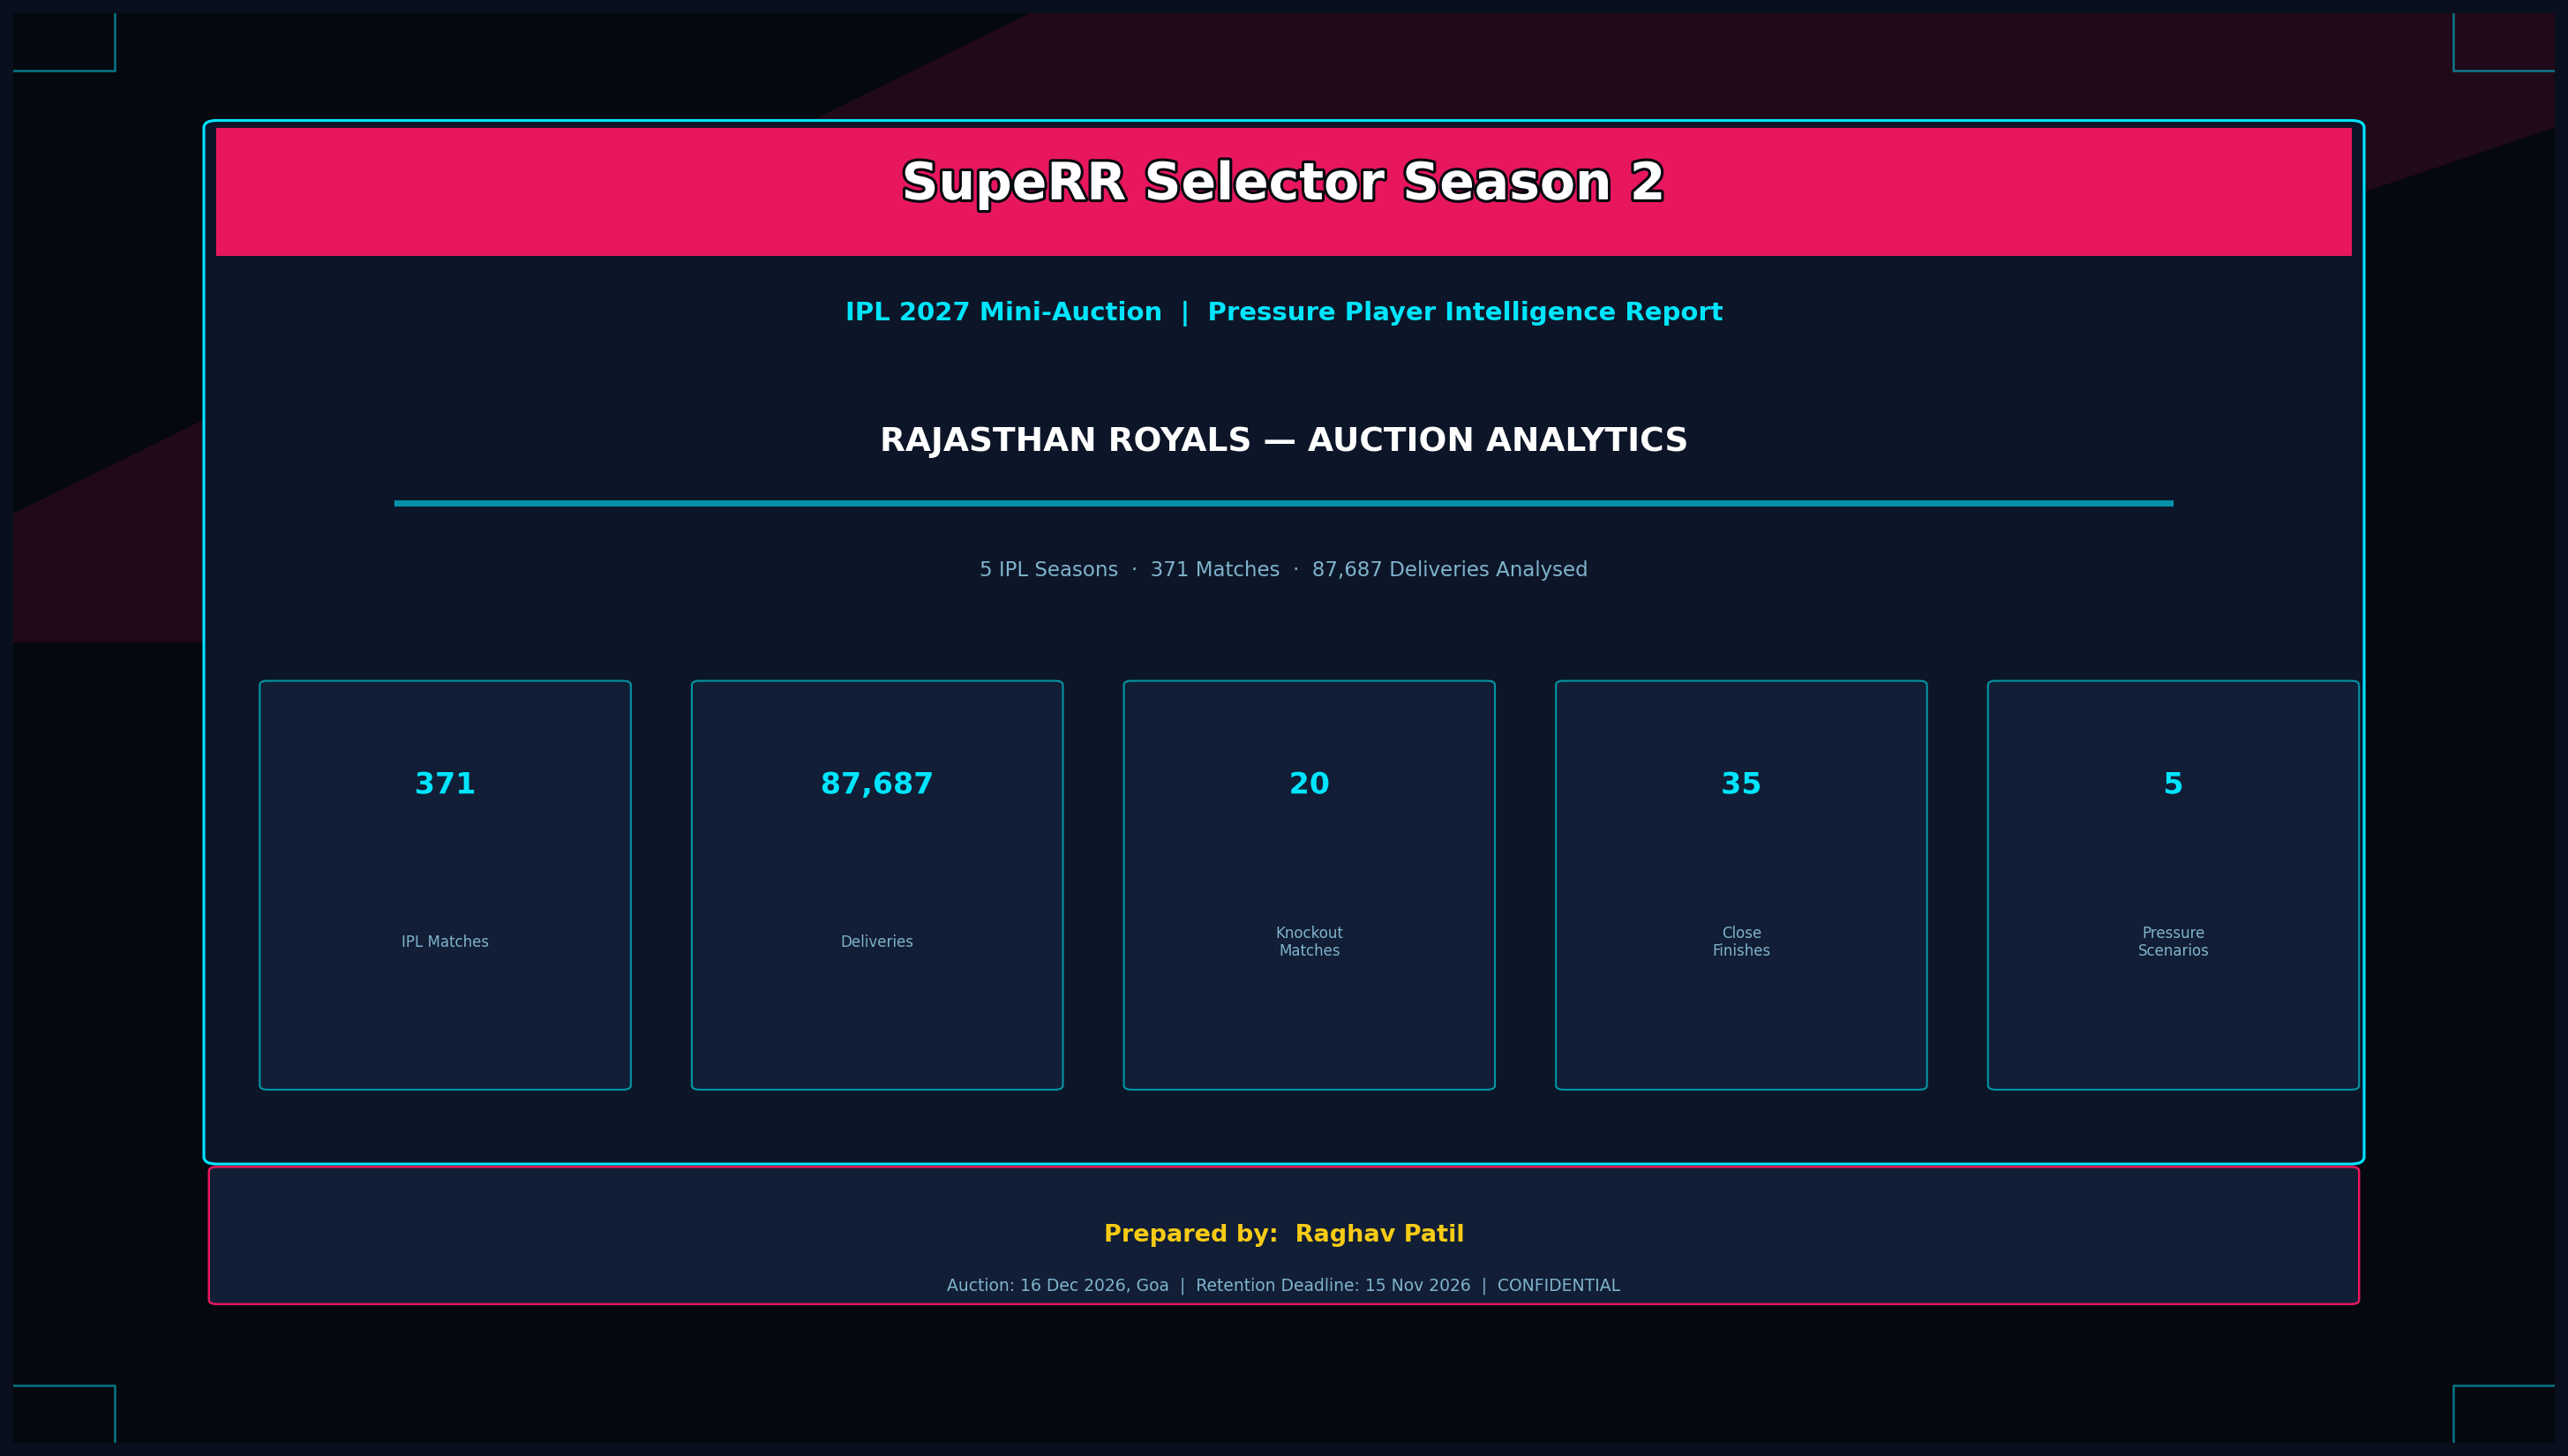 SupeRR Selector Season 2
IPL 2027 Mini-Auction | Pressure Player Intelligence Report
RAJASTHAN ROYALS — AUCTION ANALYTICS
5 IPL Seasons · 371 Matches · 87,687 Deliveries Analysed
371
IPL Matches
87,687
Deliveries
20
Knockout
Matches
35
Close
Finishes
5
Pressure
Scenarios
Prepared by: Raghav Patil
Auction: 16 Dec 2026, Goa | Retention Deadline: 15 Nov 2026 | CONFIDENTIAL